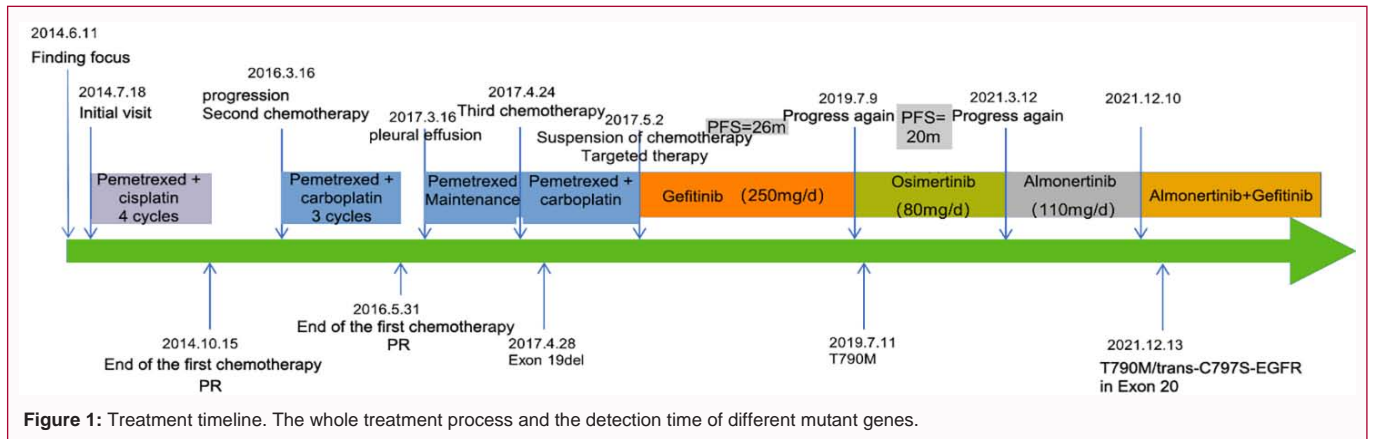 2014.6.11
Finding focus
2014.7.18
Initial visit
2016.3.16
progression
Second chemotherapy
2017.3.16
pleural effusion
2017.4.24
Third chemotherapy
2017.5.2
Suspension of chemotherapy
Targeted therapy
PFS=26m
2019.7.9
Progress again
PFS=
20m
2021.3.12
Progress again
2021.12.10
Pemetrexed +
cisplatin
4 cycles
Pemetrexed +
carboplatin
3 cycles
Pemetrexed
Maintenance
Pemetrexed +
carboplatin
Gefitinib (250mg/d)
Osimertinib
(80mg/d)
Almonertinib
(110mg/d)
Almonertinib+Gefitinib
2014.10.15
End of the first chemotherapy
PR
2016.5.31
End of the first chemotherapy
PR
2017.4.28
Exon 19del
2019.7.11
T790M
2021.12.13
T790M/trans-C797S-EGFR
in Exon 20
Figure 1: Treatment timeline. The whole treatment process and the detection time of different mutant genes.